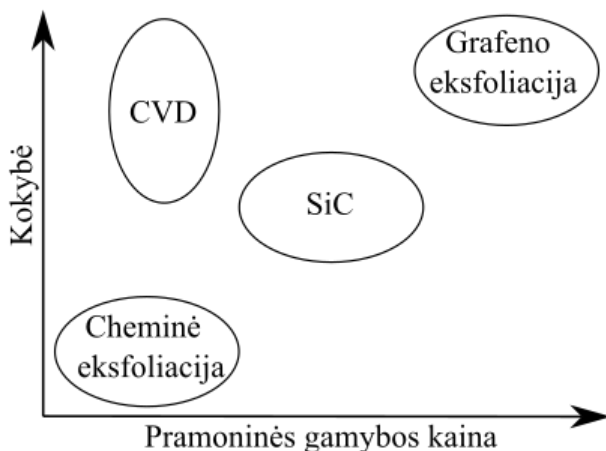 Grafeno
eksfoliacija
CVD
SiC
Cheminė
eksfoliacija
Kokybė
Pramoninės gamybos kaina